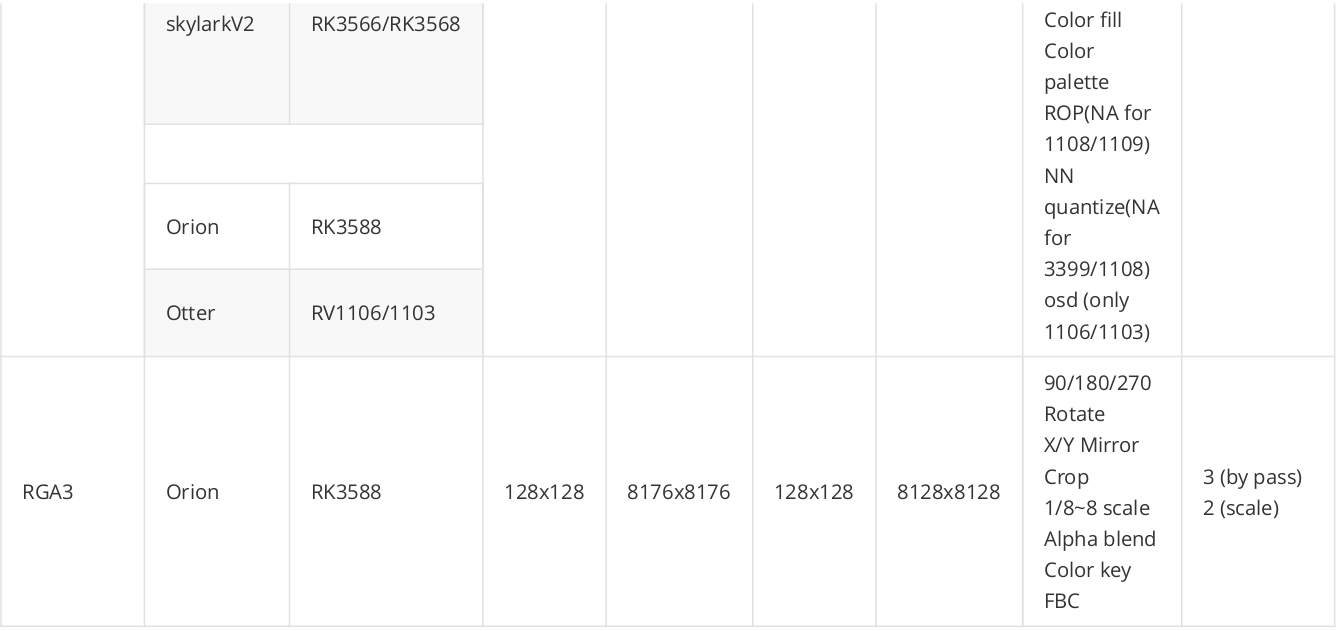 skylarkV2 RK3566/RK3568
Color fill
Color
palette
ROP(NA for
1108/1109)
NN
quantize(NA
for
3399/1108)
osd (only
1106/1103)
Orion RK3588
Otter RV1106/1103
RGA3 Orion RK3588 128x128 8176x8176 128x128 8128x8128
90/180/270
Rotate
X/Y Mirror
Crop
1/8~8 scale
Alpha blend
Color key
FBC
3 (by pass)
2 (scale)